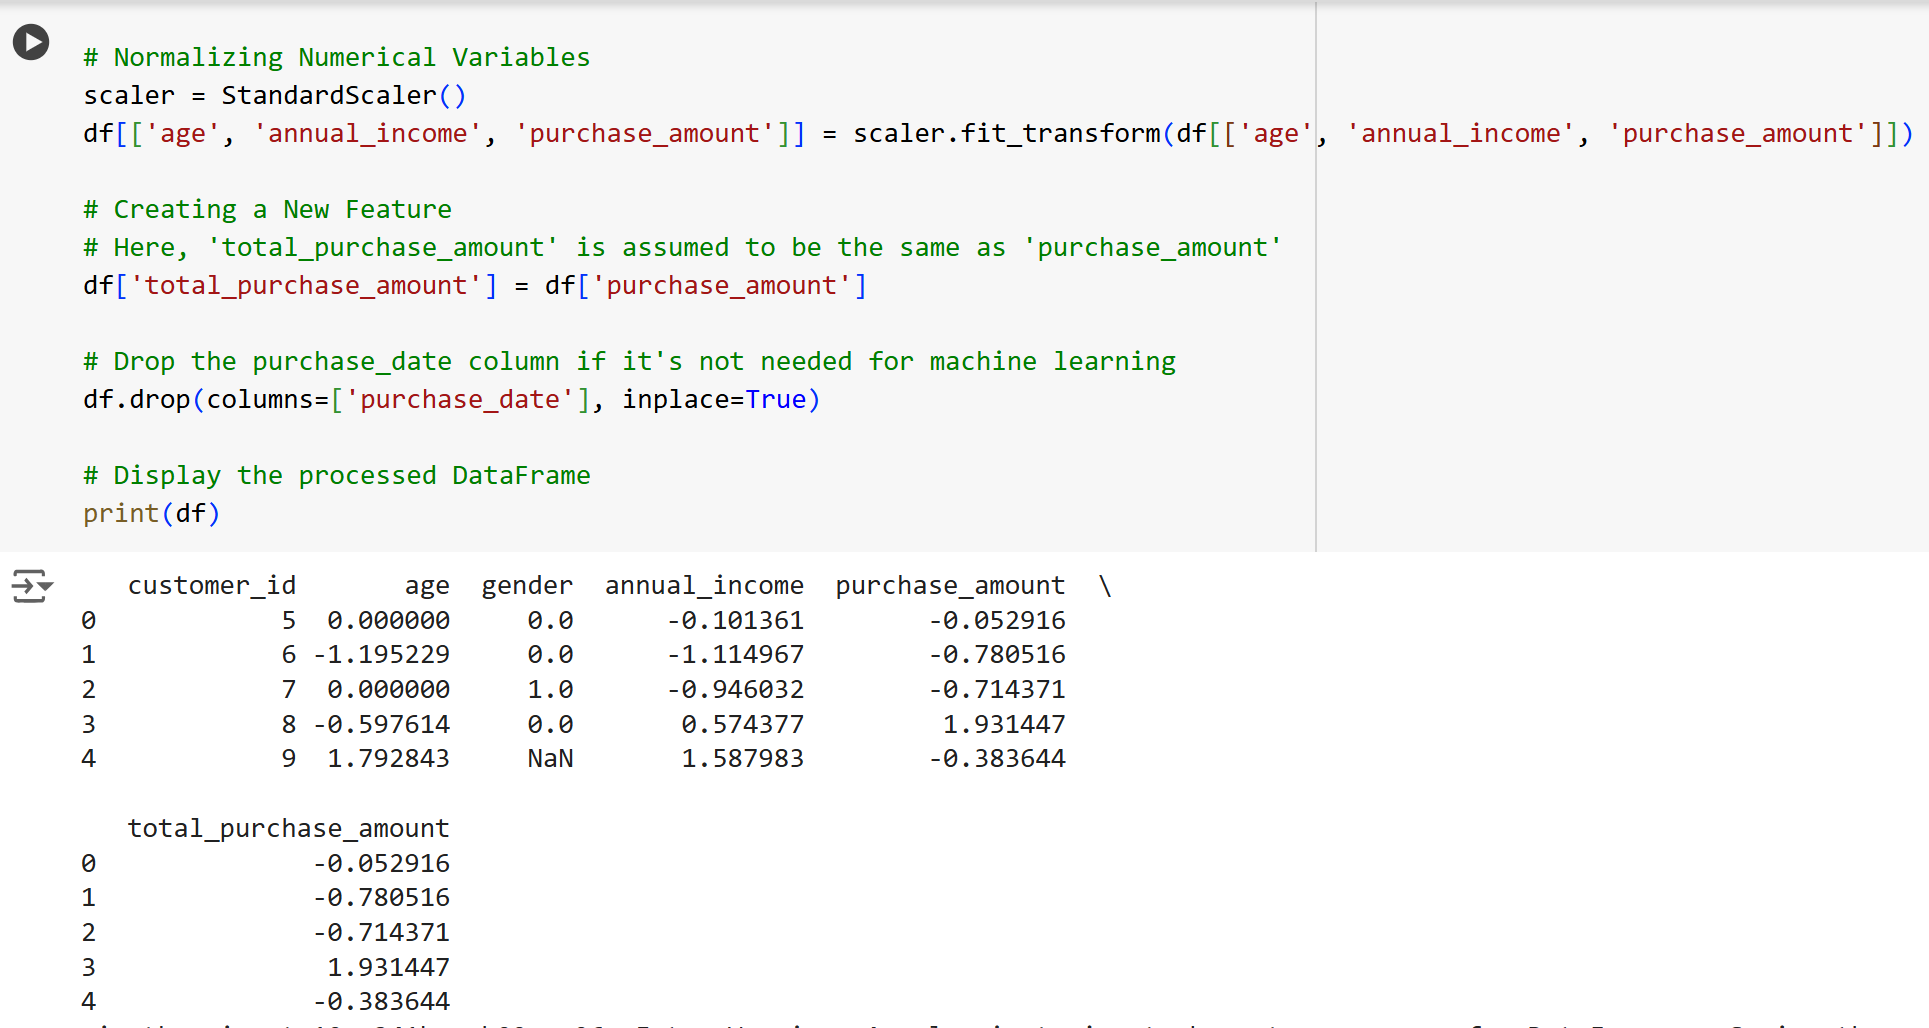 # Normalizing Numerical Variables
scaler = StandardScaler()
df[['age', 'annual_income', 'purchase_amount']] = scaler.fit_transform(df[['age', 'annual_income', 'purchase_amount']])
# Creating a New Feature
# Here, 'total_purchase_amount' is assumed to be the same as 'purchase_amount'
df['total_purchase_amount'] = df['purchase_amount']
# Drop the purchase_date column if it's not needed for machine learning
df.drop(columns=['purchase_date'], inplace=True)
# Display the processed DataFrame
print(df)
customer_id age gender annual_income purchase_amount \
0 5 0.000000 0.0 -0.101361 -0.052916
1 6 -1.195229 0.0 -1.114967 -0.780516
2 7 0.000000 1.0 -0.946032 -0.714371
3 8 -0.597614 0.0 0.574377 1.931447
4 9 1.792843 NaN 1.587983 -0.383644
total_purchase_amount
0 -0.052916
1 -0.780516
2 -0.714371
3 1.931447
4 -0.383644